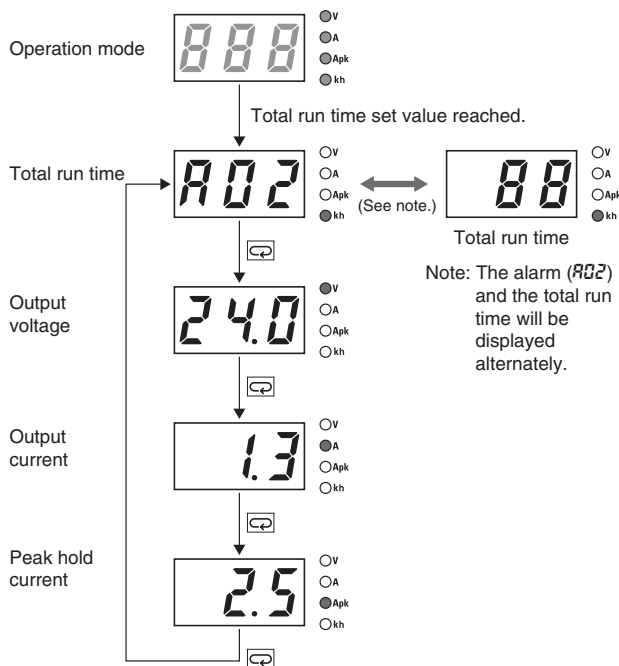 Operation mode
888
V
A
Apk
kh
Total run time set value reached.
Total run time
A02
V
A
Apk
kh
(See note.)
88
V
A
Apk
kh
Total run time
Note: The alarm (A02)
and the total run
time will be
displayed
alternately.
Output
voltage
24.0
V
A
Apk
kh
Output
current
1.3
V
A
Apk
kh
Peak hold
current
2.5
V
A
Apk
kh